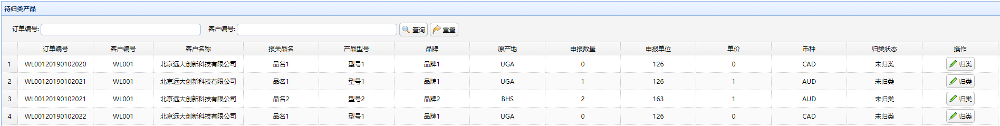 待归类产品
订单编号: 客户编号: 查询 重置
订单编号 客户编号 客户名称 报关品名 产品型号 品牌 原产地 申报数量 申报单位 单价 币种 归类状态 操作
1 WL00120190102020 WL001 北京远大创新科技有限公司 品名1 型号1 品牌1 UGA 0 126 0 CAD 未归类 归类
2 WL00120190102021 WL001 北京远大创新科技有限公司 品名1 型号1 品牌1 UGA 1 126 1 AUD 未归类 归类
3 WL00120190102021 WL001 北京远大创新科技有限公司 品名2 型号2 品牌2 BHS 2 163 1 AUD 未归类 归类
4 WL00120190102022 WL001 北京远大创新科技有限公司 品名1 型号1 品牌1 UGA 0 126 0 CAD 未归类 归类